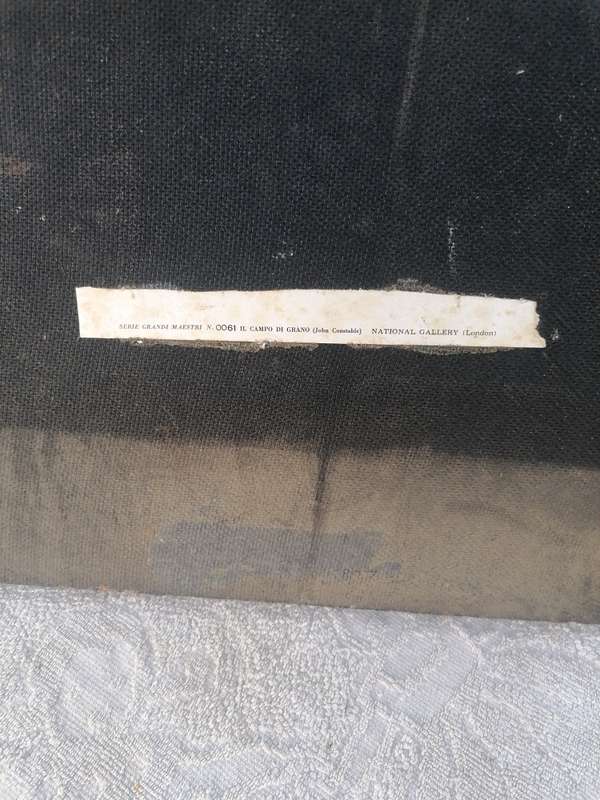 SERIE GRANDI MAESTRI N. 0061 IL CAMPO DI GRANO (John Constable) NATIONAL GALLERY (London)